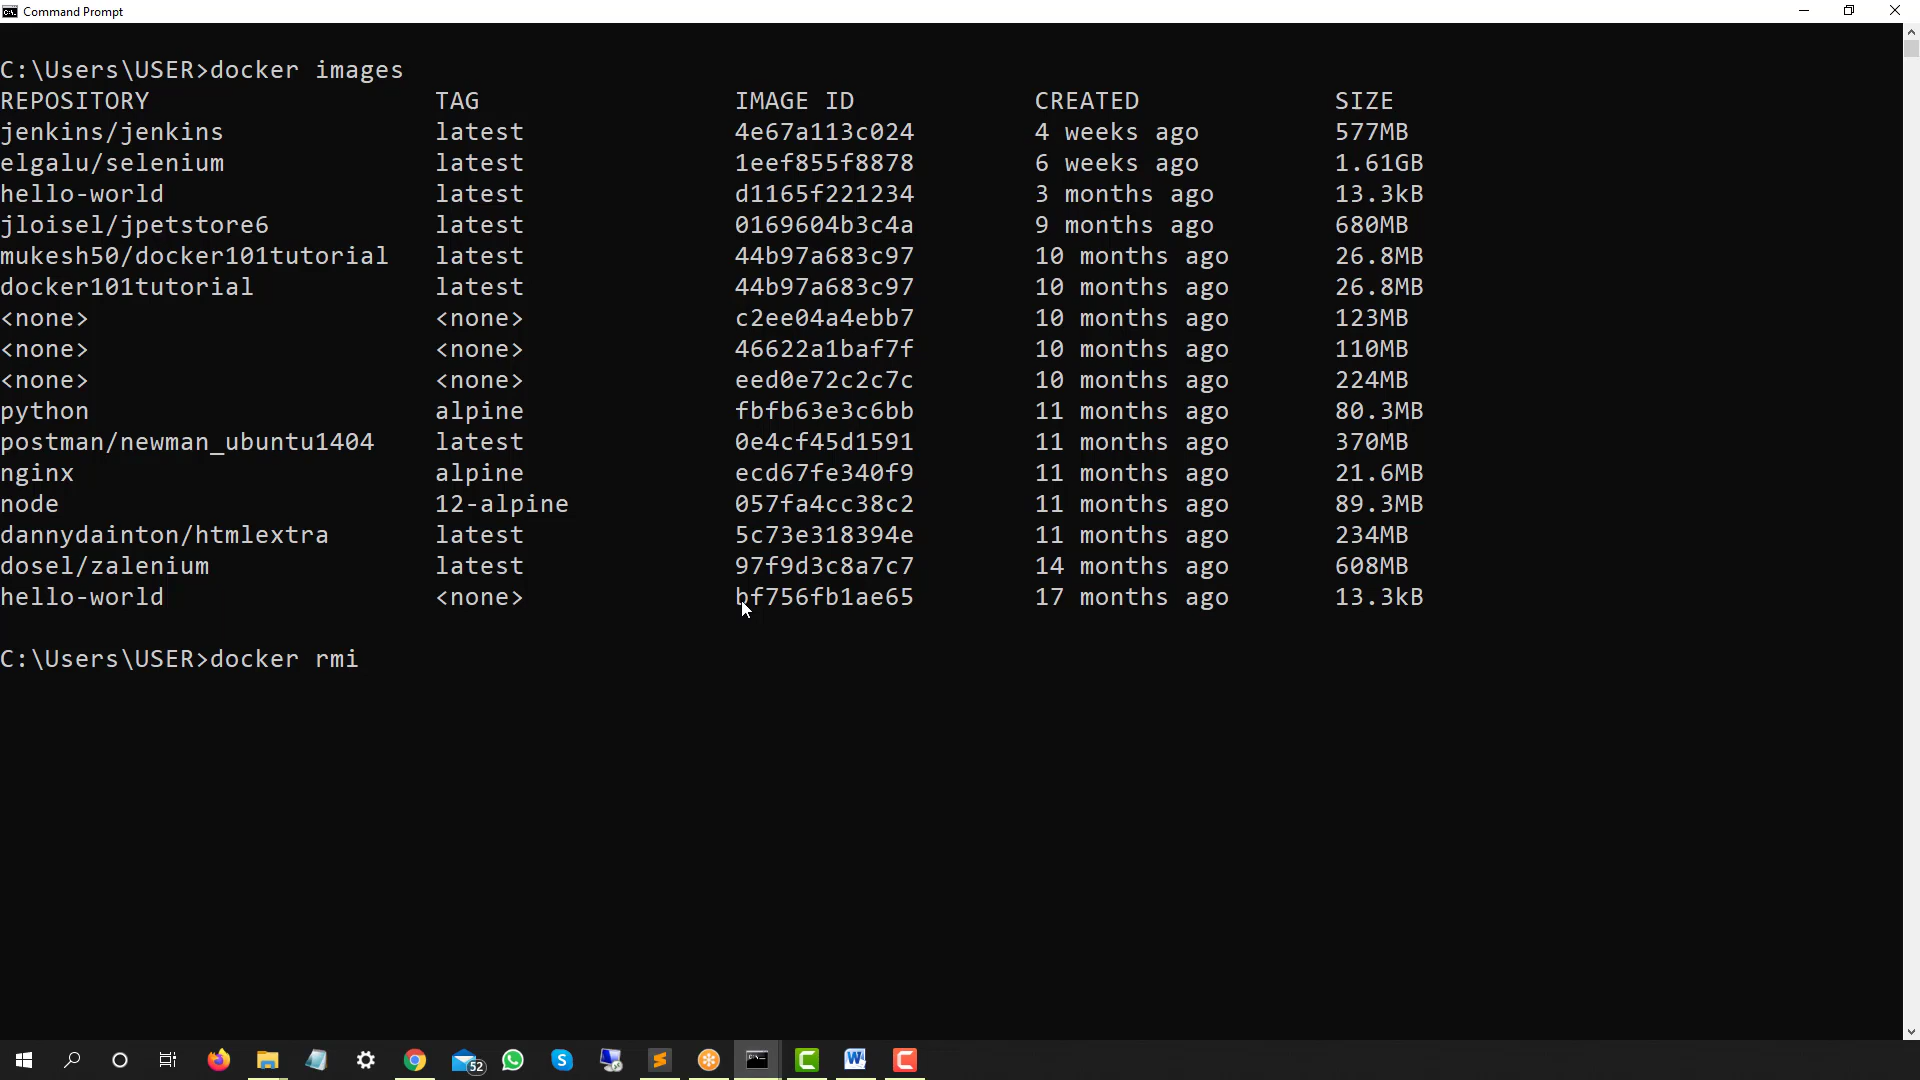 Command Prompt
C:\Users\USER>docker images
REPOSITORY TAG IMAGE ID CREATED SIZE
jenkins/jenkins latest 4e67a113c024 4 weeks ago 577MB
elgalu/selenium latest 1eef855f8878 6 weeks ago 1.61GB
hello-world latest d1165f221234 3 months ago 13.3kB
jloisel/jpetstore6 latest 0169604b3c4a 9 months ago 680MB
mukesh50/docker101tutorial latest 44b97a683c97 10 months ago 26.8MB
docker101tutorial latest 44b97a683c97 10 months ago 26.8MB
<none> <none> c2ee04a4ebb7 10 months ago 123MB
<none> <none> 46622a1baf7f 10 months ago 110MB
<none> <none> eed0e72c2c7c 10 months ago 224MB
python alpine fbfb63e3c6bb 11 months ago 80.3MB
postman/newman_ubuntu1404 latest 0e4cf45d1591 11 months ago 370MB
nginx alpine ecd67fe340f9 11 months ago 21.6MB
node 12-alpine 057fa4cc38c2 11 months ago 89.3MB
dannydainton/htmlextra latest 5c73e318394e 11 months ago 234MB
dosel/zalenium latest 97f9d3c8a7c7 14 months ago 608MB
hello-world <none> bf756fb1ae65 17 months ago 13.3kB
C:\Users\USER>docker rmi
52